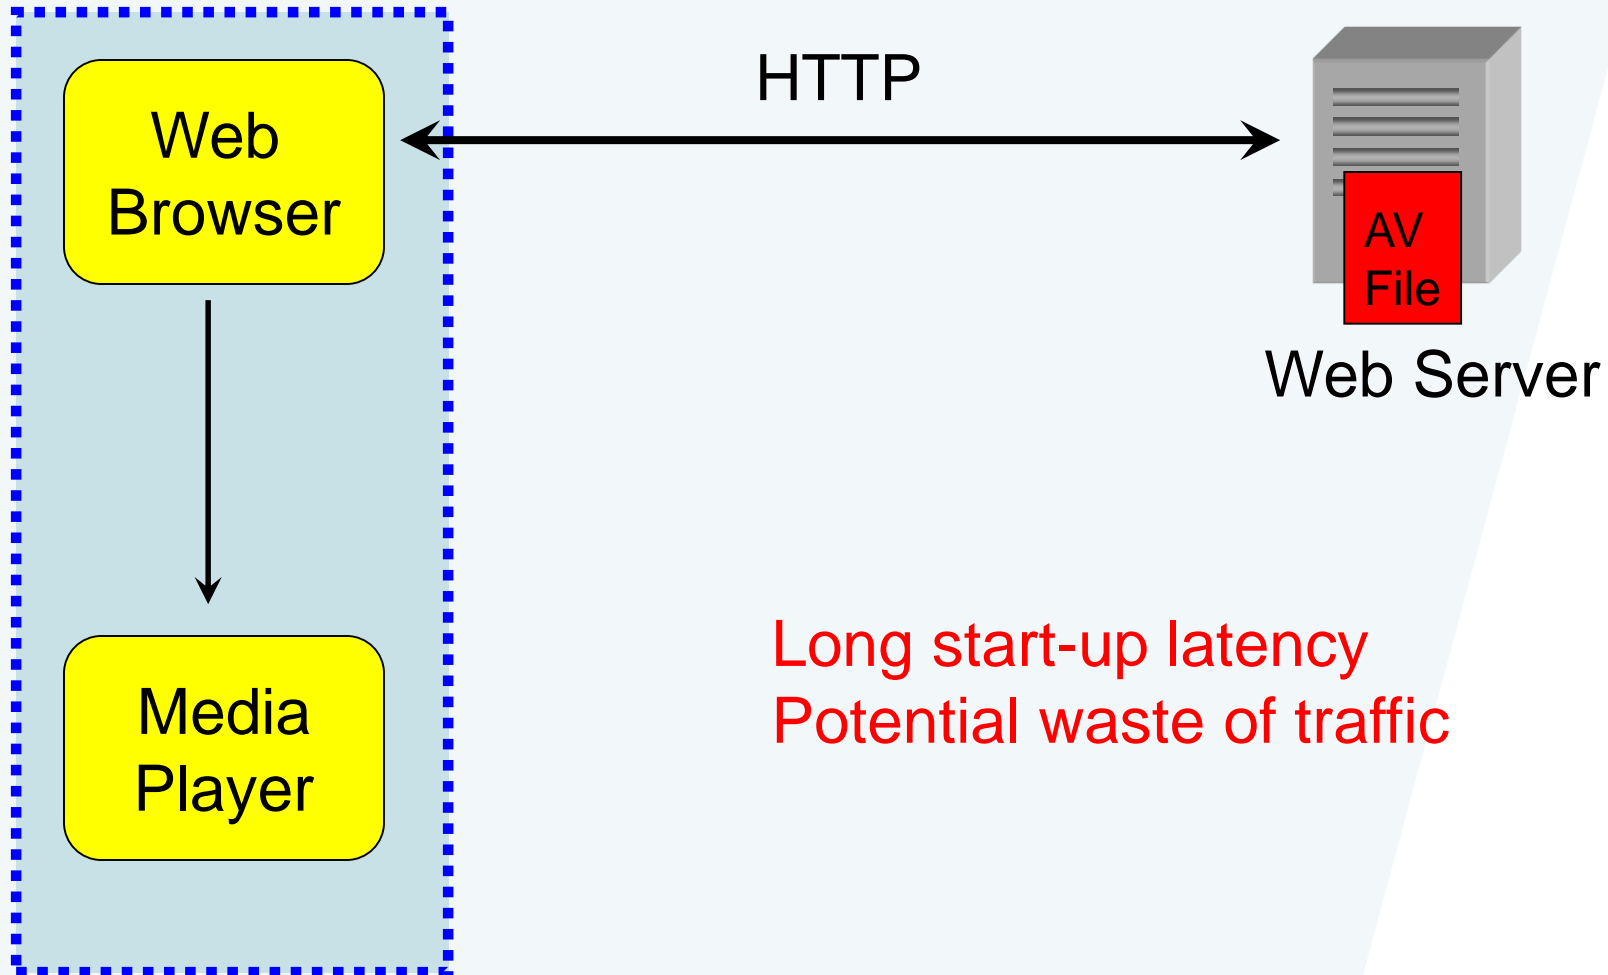 Web
Browser
HTTP
AV
File
Web Server
Media
Player
Long start-up latency
Potential waste of traffic